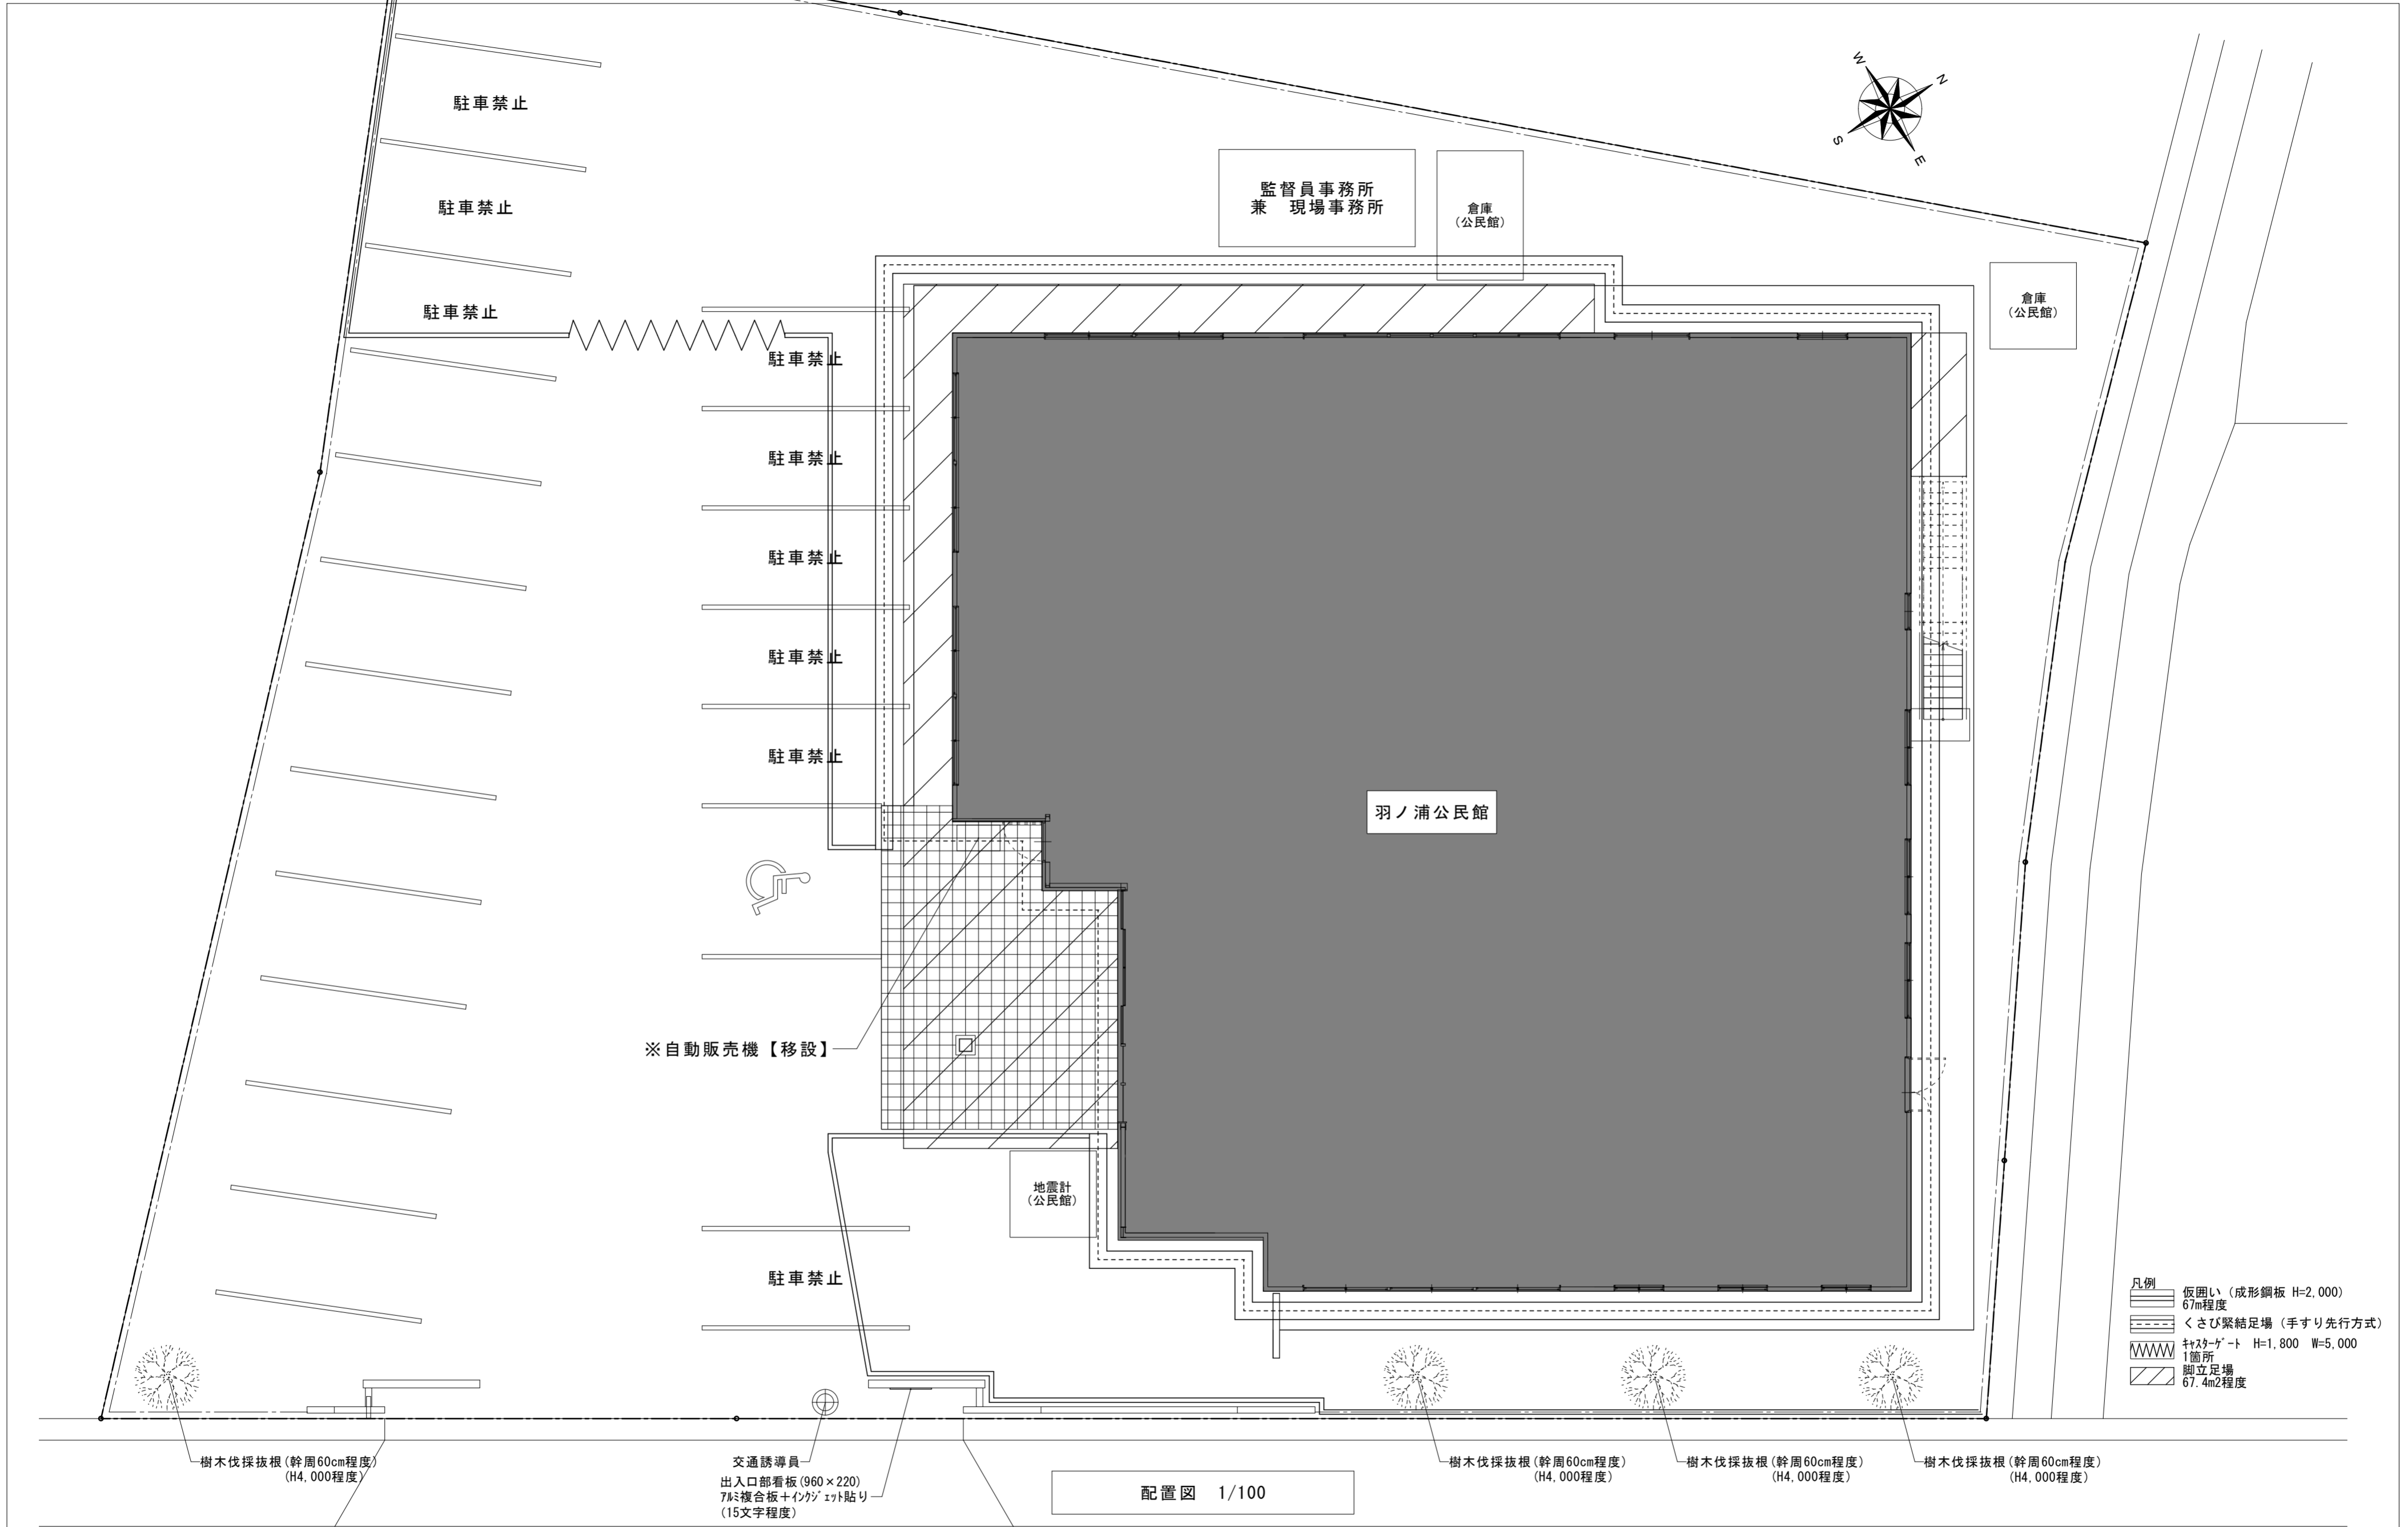 駐車禁止
W
N
S
E
監督員事務所
兼　現場事務所
倉庫
（公民館）
駐車禁止
倉庫
（公民館）
駐車禁止
駐車禁止
駐車禁止
駐車禁止
駐車禁止
駐車禁止
羽ノ浦公民館
※自動販売機【移設】
地震計
（公民館）
駐車禁止
凡例
仮囲い（成形鋼板 H=2,000）
67m程度
くさび緊結足場（手すり先行方式）
ｷｬｽﾀｰｹﾞｰﾄ　H=1,800　W=5,000
1箇所
脚立足場
67.4m2程度
樹木伐採抜根(幹周60cm程度)
(H4,000程度)
交通誘導員
出入口部看板(960×220)
ｱﾙﾐ複合板＋ｲﾝｸｼﾞｪｯﾄ貼り
(15文字程度)
樹木伐採抜根(幹周60cm程度)
(H4,000程度)
樹木伐採抜根(幹周60cm程度)
(H4,000程度)
樹木伐採抜根(幹周60cm程度)
(H4,000程度)
配置図　1/100